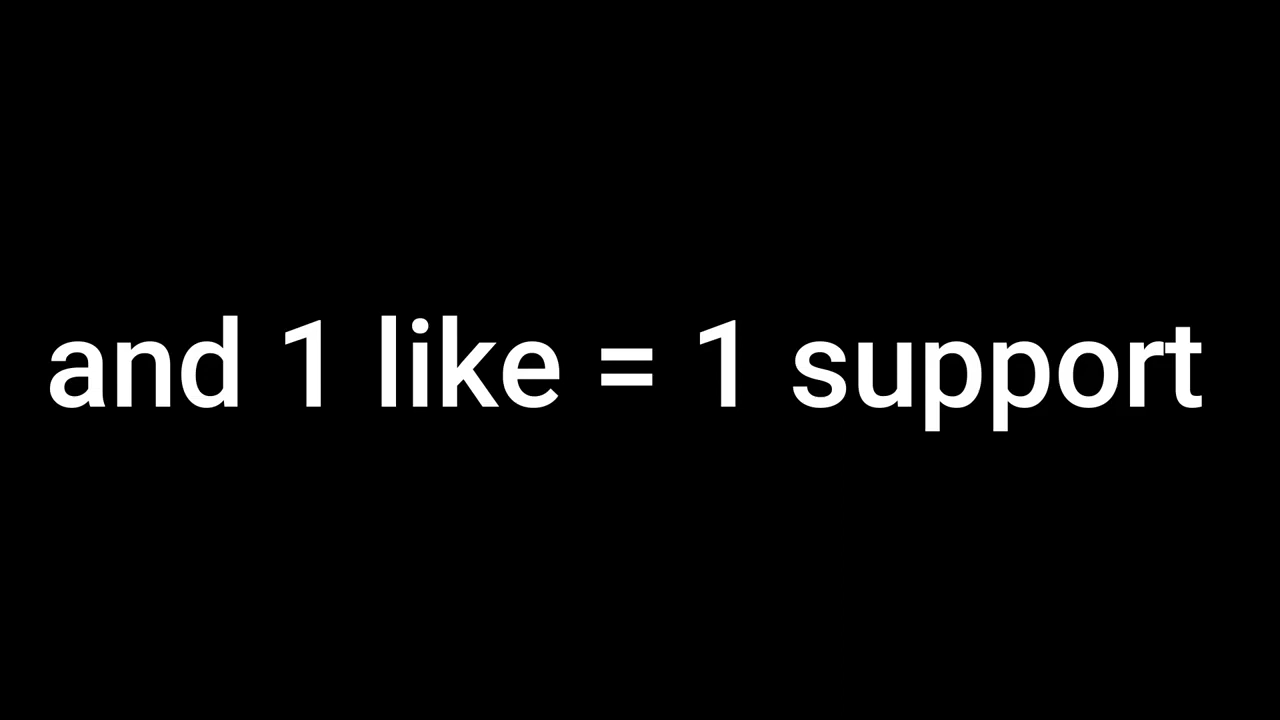 and 1 like = 1 support